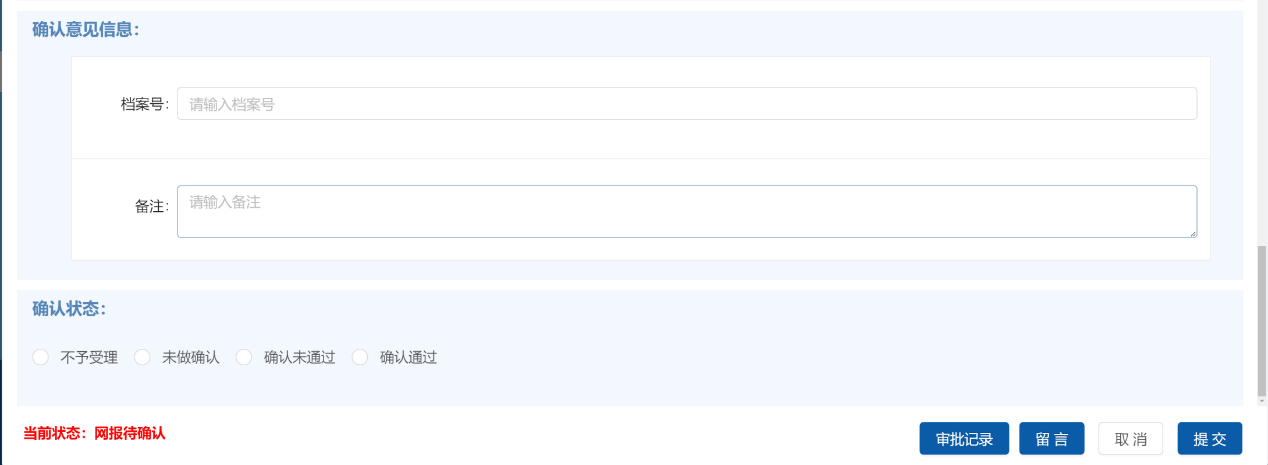 确认意见信息：
档案号： 请输入档案号
备注： 请输入备注
确认状态：
不予受理 未做确认 确认未通过 确认通过
当前状态：网报待确认 审批记录 留言 取消 提交